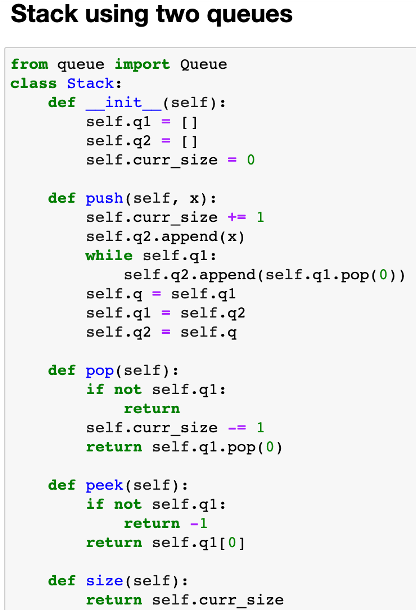 Stack using two queues
from queue import Queue
class Stack:
    def __init__(self):
        self.q1 = []
        self.q2 = []
        self.curr_size = 0

    def push(self, x):
        self.curr_size += 1
        self.q2.append(x)
        while self.q1:
            self.q2.append(self.q1.pop(0))
        self.q = self.q1
        self.q1 = self.q2
        self.q2 = self.q

    def pop(self):
        if not self.q1:
            return
        self.curr_size -= 1
        return self.q1.pop(0)

    def peek(self):
        if not self.q1:
            return -1
        return self.q1[0]

    def size(self):
        return self.curr_size